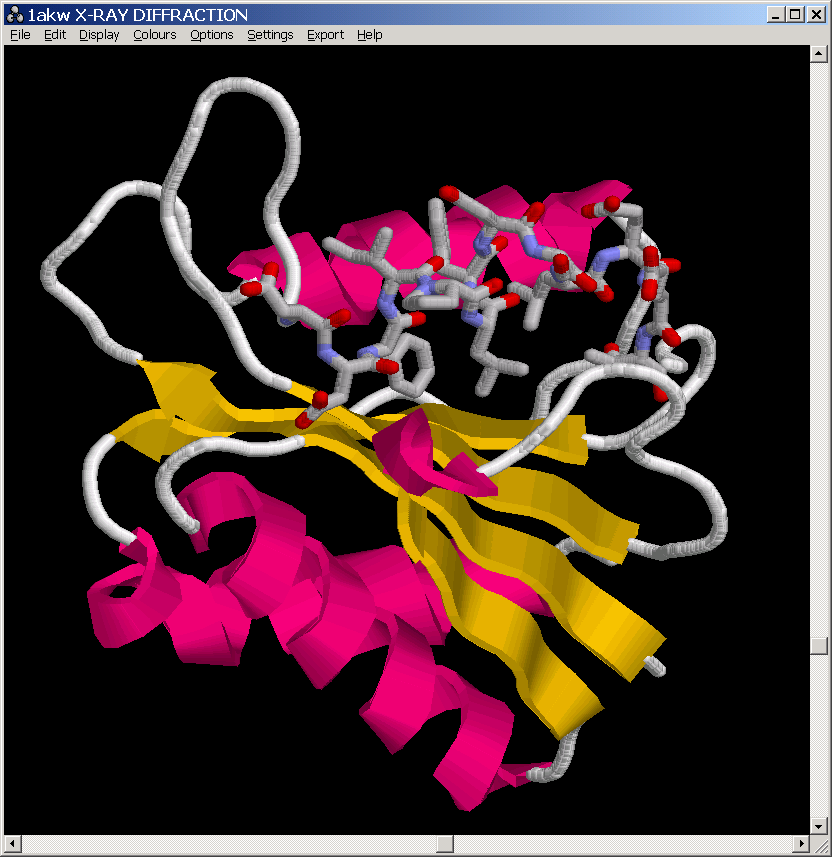 1akw X-RAY DIFFRACTION
File Edit Display Colours Options Settings Export Help